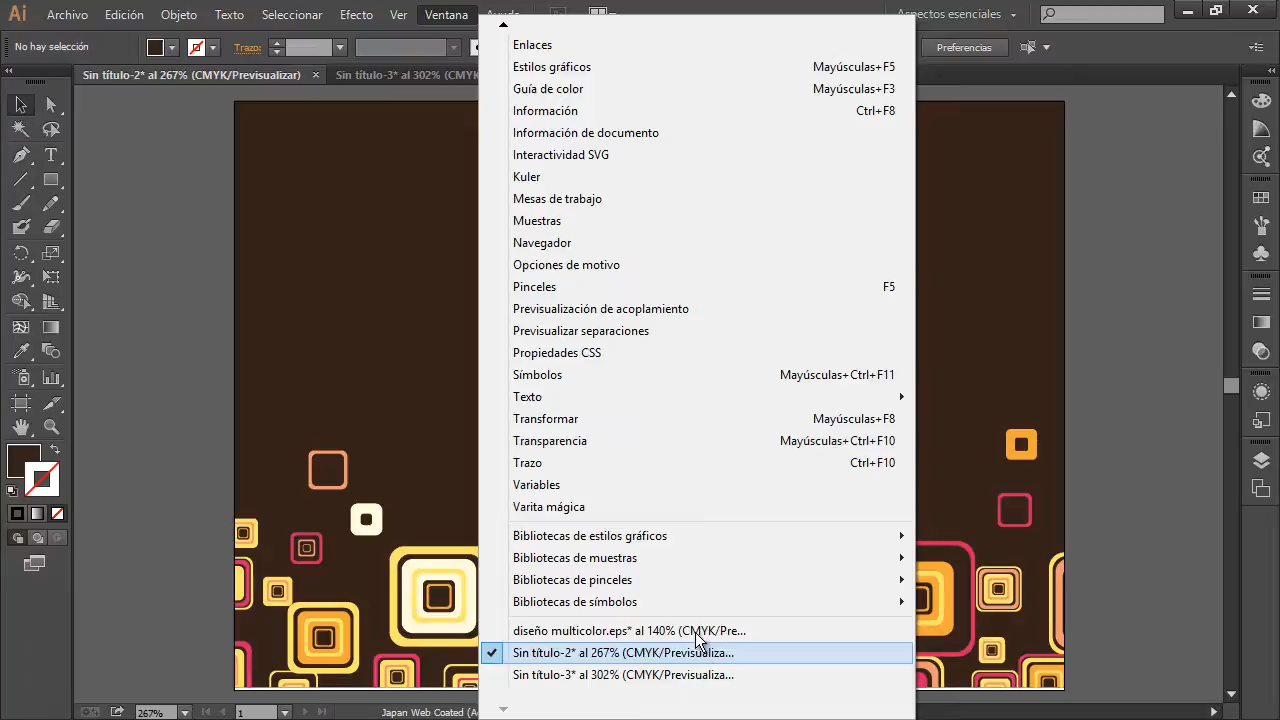 Ai Archivo Edición Objeto Texto Seleccionar Efecto Ver Ventana Ayuda Aspectos esenciales
No hay selección Trazo: Preferencias
Sin título-2* al 267% (CMYK/Previsualizar) × Sin título-3* al 302% (CMYK
Enlaces
Estilos gráficos Mayúsculas+F5
Guía de color Mayúsculas+F3
Información Ctrl+F8
Información de documento
Interactividad SVG
Kuler
Mesas de trabajo
Muestras
Navegador
Opciones de motivo
Pinceles F5
Previsualización de acoplamiento
Previsualizar separaciones
Propiedades CSS
Símbolos Mayúsculas+Ctrl+F11
Texto
Transformar Mayúsculas+F8
Transparencia Mayúsculas+Ctrl+F10
Trazo Ctrl+F10
Variables
Varita mágica
Bibliotecas de estilos gráficos
Bibliotecas de muestras
Bibliotecas de pinceles
Bibliotecas de símbolos
diseño multicolor.eps* al 140% (CMYK/Pre...
Sin título-2* al 267% (CMYK/Previsualiza...
Sin título-3* al 302% (CMYK/Previsualiza...
267% 1 Japan Web Coated (A